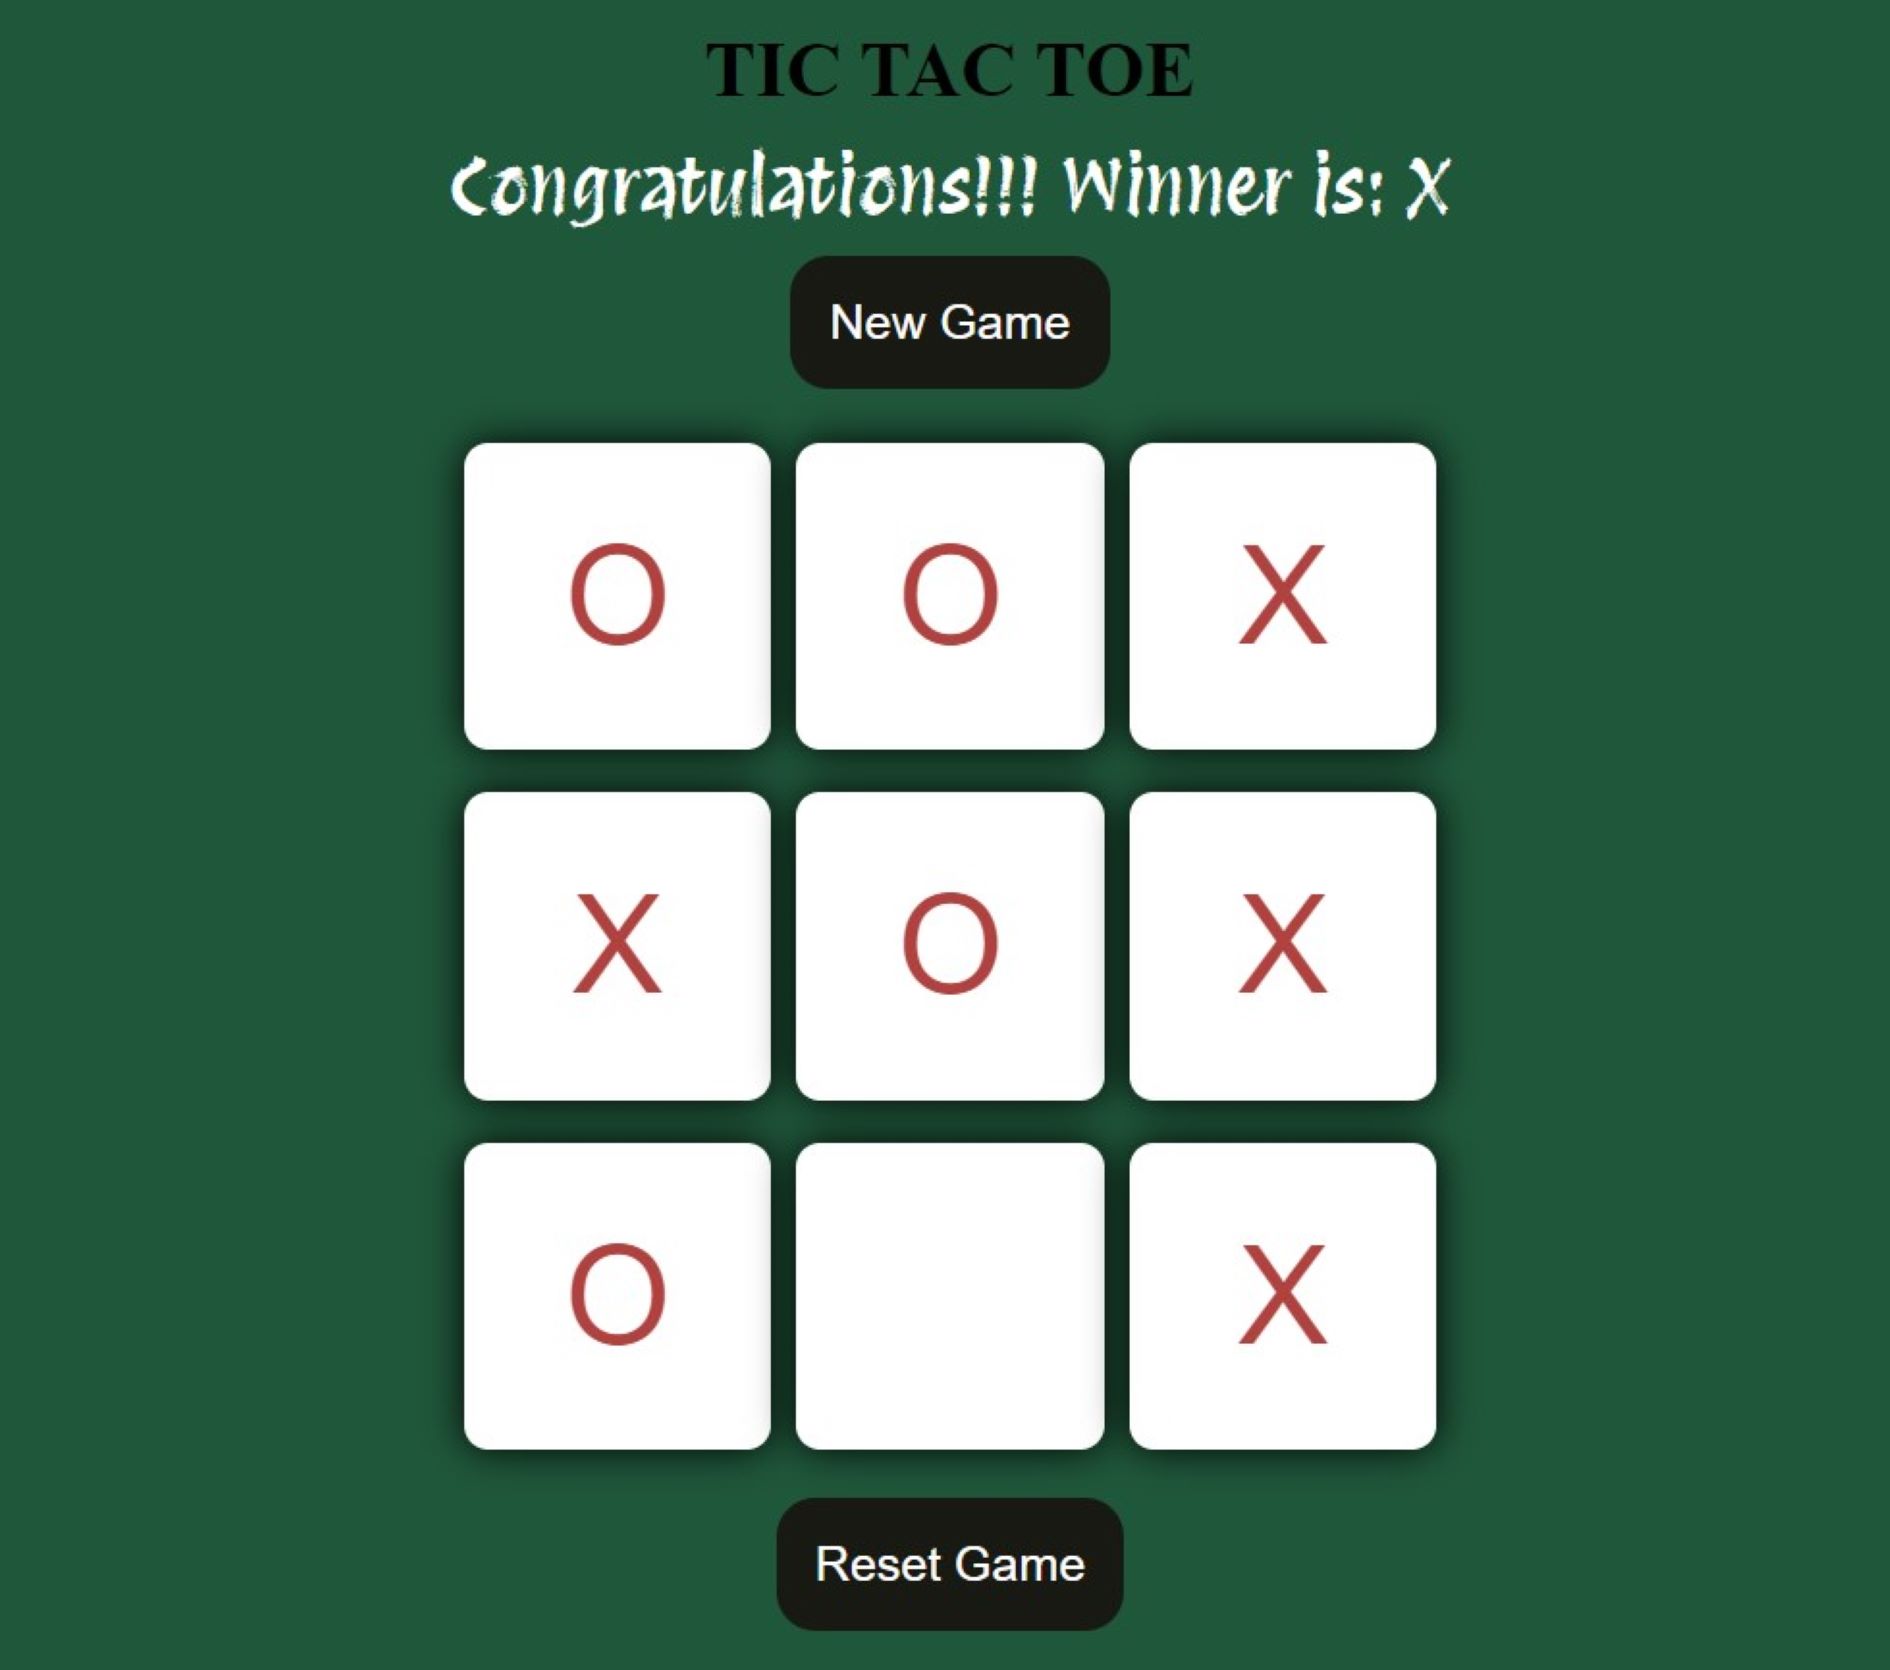 TIC TAC TOE
Congratulations!!! Winner is: X
New Game
O O X
X O X
O X
Reset Game